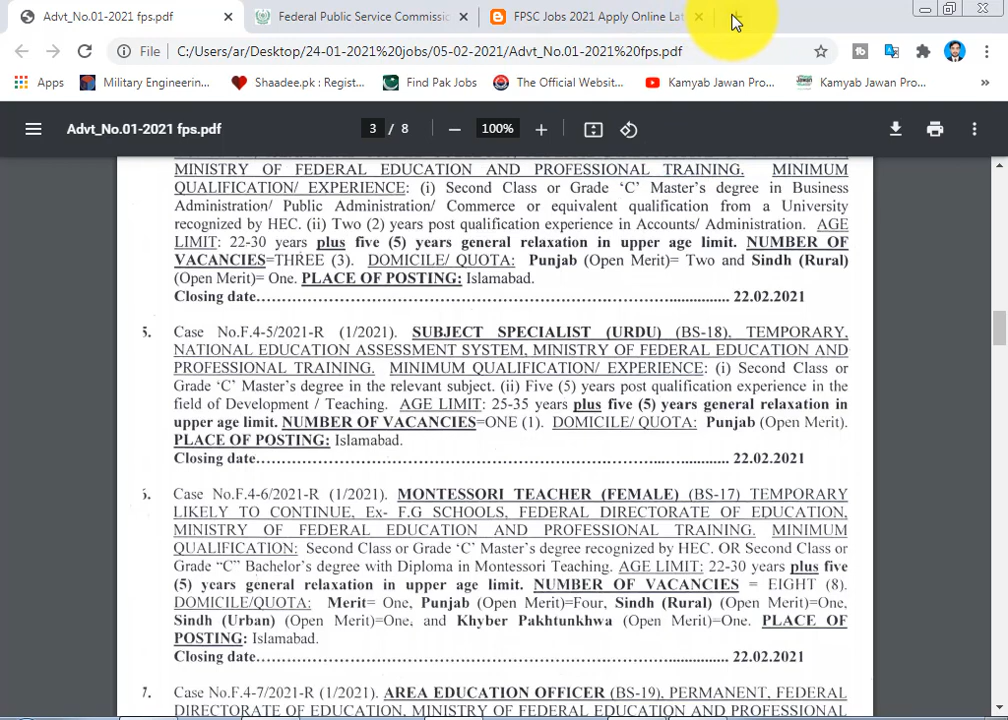 Advt_No.01-2021 fps.pdf
Federal Public Service Commissic
FPSC Jobs 2021 Apply Online Lat
File C:/Users/ar/Desktop/24-01-2021%20jobs/05-02-2021/Advt_No.01-2021%20fps.pdf
Apps Military Engineerin... Shaadee.pk : Regist... Find Pak Jobs The Official Websit... Kamyab Jawan Pro... Kamyab Jawan Pro... »
Advt_No.01-2021 fps.pdf 3 / 8 100%
MINISTRY OF FEDERAL EDUCATION AND PROFESSIONAL TRAINING. MINIMUM
QUALIFICATION/ EXPERIENCE: (i) Second Class or Grade ‘C’ Master’s degree in Business
Administration/ Public Administration/ Commerce or equivalent qualification from a University
recognized by HEC. (ii) Two (2) years post qualification experience in Accounts/ Administration. AGE
LIMIT: 22-30 years plus five (5) years general relaxation in upper age limit. NUMBER OF
VACANCIES=THREE (3). DOMICILE/ QUOTA: Punjab (Open Merit)= Two and Sindh (Rural)
(Open Merit)= One. PLACE OF POSTING: Islamabad.
Closing date........................................................................................................ 22.02.2021
5. Case No.F.4-5/2021-R (1/2021). SUBJECT SPECIALIST (URDU) (BS-18), TEMPORARY,
NATIONAL EDUCATION ASSESSMENT SYSTEM, MINISTRY OF FEDERAL EDUCATION AND
PROFESSIONAL TRAINING. MINIMUM QUALIFICATION/ EXPERIENCE: (i) Second Class or
Grade ‘C’ Master’s degree in the relevant subject. (ii) Five (5) years post qualification experience in the
field of Development / Teaching. AGE LIMIT: 25-35 years plus five (5) years general relaxation in
upper age limit. NUMBER OF VACANCIES=ONE (1). DOMICILE/ QUOTA: Punjab (Open Merit).
PLACE OF POSTING: Islamabad.
Closing date........................................................................................................ 22.02.2021
6. Case No.F.4-6/2021-R (1/2021). MONTESSORI TEACHER (FEMALE) (BS-17) TEMPORARY
LIKELY TO CONTINUE, Ex- F.G SCHOOLS, FEDERAL DIRECTORATE OF EDUCATION,
MINISTRY OF FEDERAL EDUCATION AND PROFESSIONAL TRAINING. MINIMUM
QUALIFICATION: Second Class or Grade ‘C’ Master’s degree recognized by HEC. OR Second Class or
Grade “C” Bachelor’s degree with Diploma in Montessori Teaching. AGE LIMIT: 22-30 years plus five
(5) years general relaxation in upper age limit. NUMBER OF VACANCIES = EIGHT (8).
DOMICILE/QUOTA: Merit= One, Punjab (Open Merit)=Four, Sindh (Rural) (Open Merit)=One,
Sindh (Urban) (Open Merit)=One, and Khyber Pakhtunkhwa (Open Merit)=One. PLACE OF
POSTING: Islamabad.
Closing date........................................................................................................ 22.02.2021
7. Case No.F.4-7/2021-R (1/2021). AREA EDUCATION OFFICER (BS-19), PERMANENT, FEDERAL
DIRECTORATE OF EDUCATION, MINISTRY OF FEDERAL EDUCATION AND PROFESSIONAL